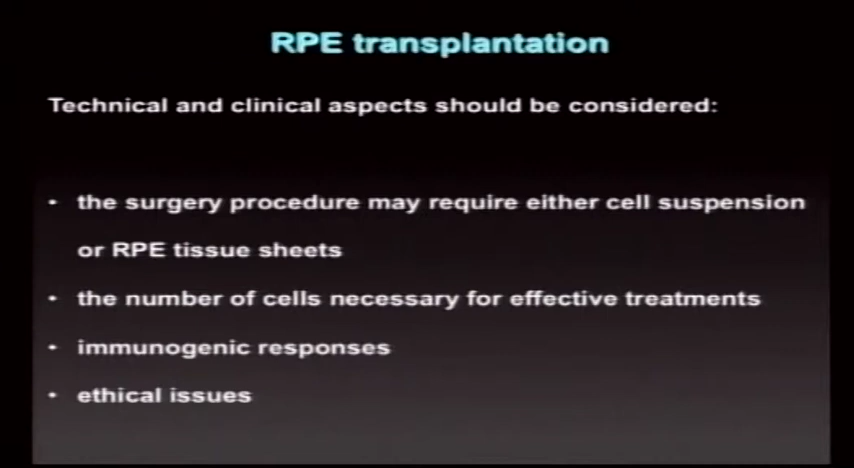 RPE transplantation
Technical and clinical aspects should be considered:
• the surgery procedure may require either cell suspension
or RPE tissue sheets
• the number of cells necessary for effective treatments
• immunogenic responses
• ethical issues